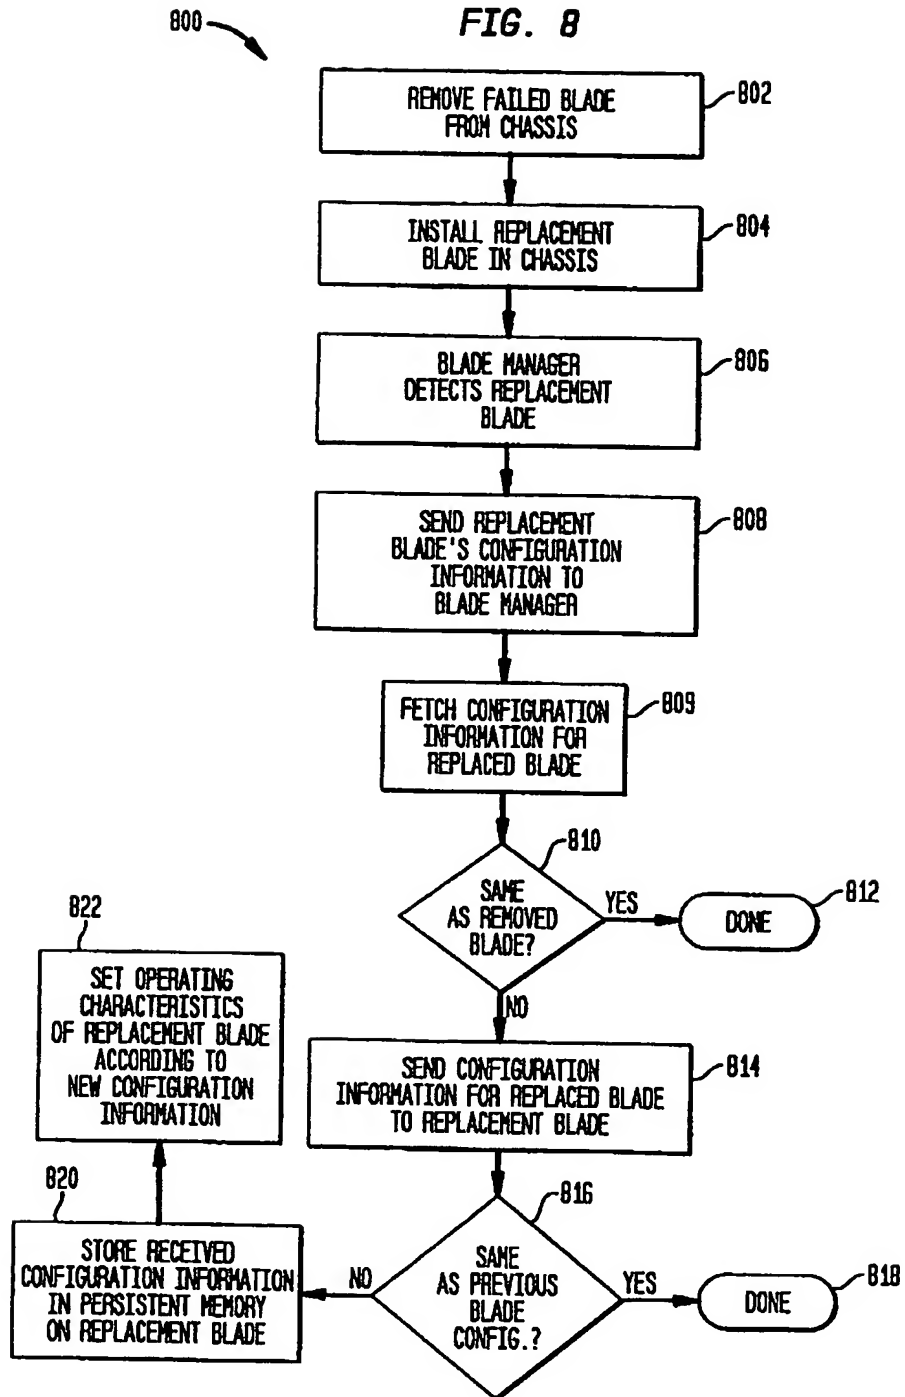 800
FIG. 8
REMOVE FAILED BLADE
FROM CHASSIS
802
INSTALL REPLACEMENT
BLADE IN CHASSIS
804
BLADE MANAGER
DETECTS REPLACEMENT
BLADE
806
SEND REPLACEMENT
BLADE'S CONFIGURATION
INFORMATION TO
BLADE MANAGER
808
FETCH CONFIGURATION
INFORMATION FOR
REPLACED BLADE
809
810
SAME
AS REMOVED
BLADE?
YES
812
DONE
NO
SEND CONFIGURATION
INFORMATION FOR REPLACED BLADE
TO REPLACEMENT BLADE
814
816
SAME
AS PREVIOUS
BLADE
CONFIG.?
YES
818
DONE
NO
820
STORE RECEIVED
CONFIGURATION INFORMATION
IN PERSISTENT MEMORY
ON REPLACEMENT BLADE
822
SET OPERATING
CHARACTERISTICS
OF REPLACEMENT BLADE
ACCORDING TO
NEW CONFIGURATION
INFORMATION